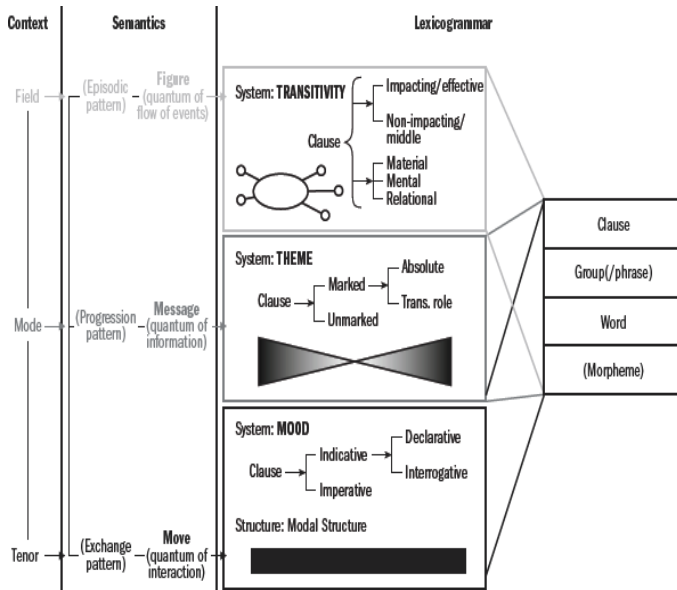 Context
Semantics
Lexicogrammar
Field
(Episodic
pattern)
Figure
(quantum of
flow of events)
System: TRANSITIVITY
Clause
Impacting/effective
Non-impacting/
middle
Material
Mental
Relational
Mode
(Progression
pattern)
Message
(quantum of
information)
System: THEME
Clause
Marked
Unmarked
Absolute
Trans. role
Tenor
(Exchange
pattern)
Move
(quantum of
interaction)
System: MOOD
Clause
Indicative
Imperative
Declarative
Interrogative
Structure: Modal Structure
Clause
Group(/phrase)
Word
(Morpheme)